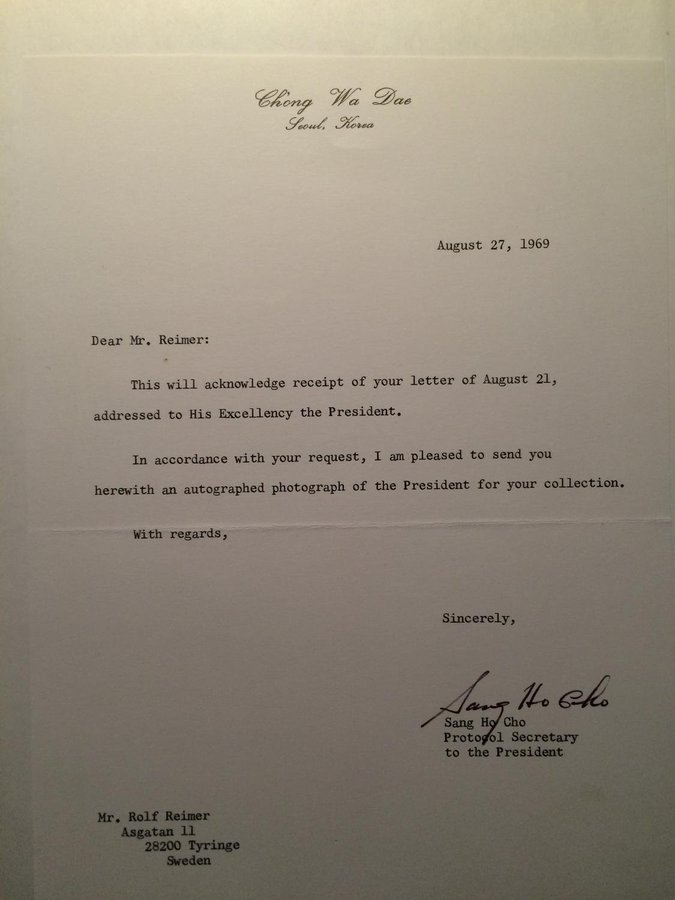 Chong Wa Dae
Seoul, Korea
August 27, 1969
Dear Mr. Reimer:
This will acknowledge receipt of your letter of August 21,
addressed to His Excellency the President.
In accordance with your request, I am pleased to send you
herewith an autographed photograph of the President for your collection.
With regards,
Sincerely,
Sang Ho Cho
Sang Ho Cho
Protocol Secretary
to the President
Mr. Rolf Reimer
Asgatan 11
28200 Tyringe
Sweden